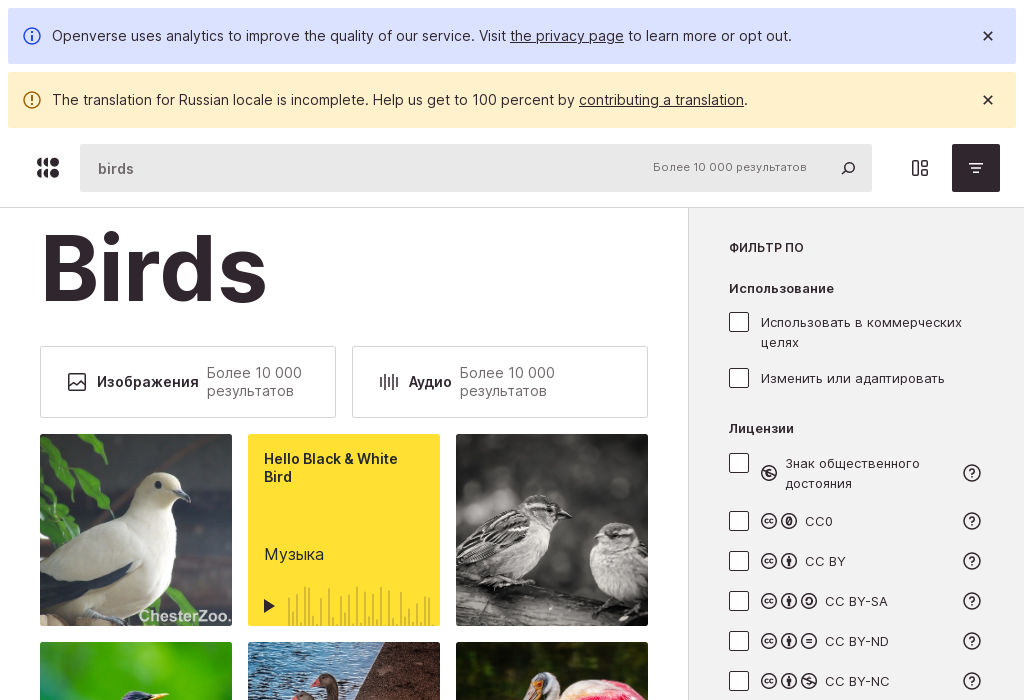 Openverse uses analytics to improve the quality of our service. Visit the privacy page to learn more or opt out.
The translation for Russian locale is incomplete. Help us get to 100 percent by contributing a translation.
birds
Более 10 000 результатов
Birds
Изображения
Более 10 000
результатов
Аудио
Более 10 000
результатов
Hello Black & White
Bird
Музыка
ChesterZoo.
ФИЛЬТР ПО
Использование
Использовать в коммерческих
целях
Изменить или адаптировать
Лицензии
Знак общественного
достояния
CC0
CC BY
CC BY-SA
CC BY-ND
CC BY-NC